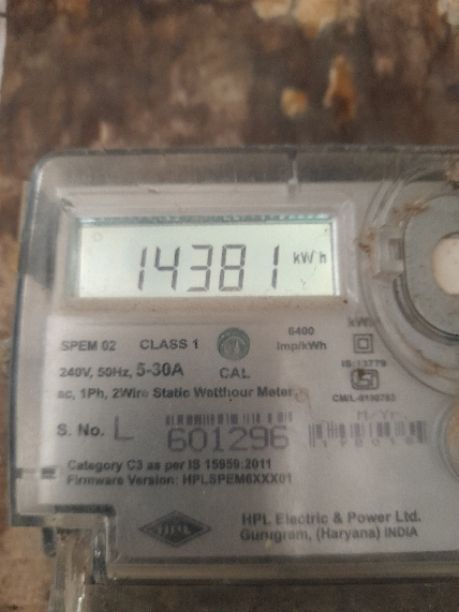 14381 kWh
SPEM 02 CLASS 1 6400 imp/kWh
CAL
240V, 50Hz, 5-30A
IS:13779
ac, 1Ph, 2Wire Static Watthour Meter
S. No. L 601296
M/Yr.
Category C3 as per IS 15959:2011
Firmware Version: HPLSPEM6XXX01
HPL
HPL Electric & Power Ltd.
Gurugram, (Haryana) INDIA